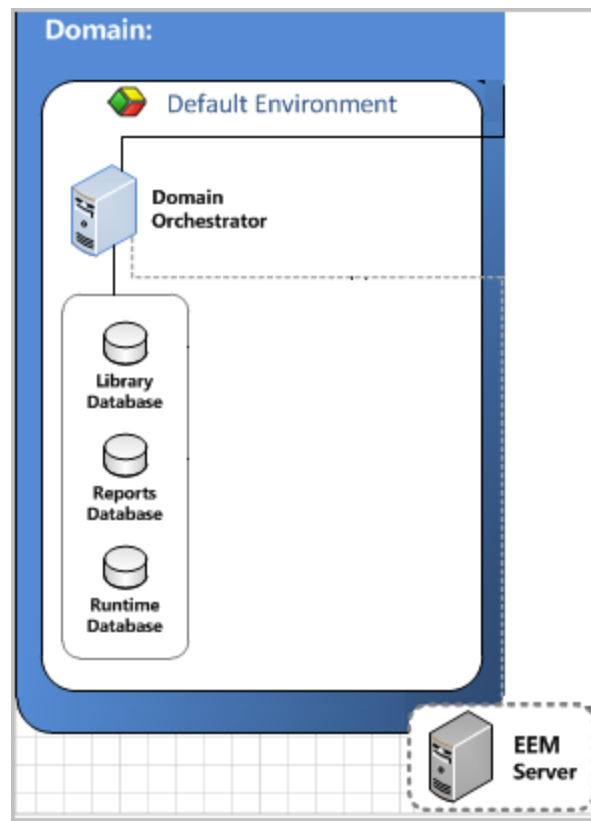 Domain:
Default Environment
Domain
Orchestrator
Library
Database
Reports
Database
Runtime
Database
EEM
Server